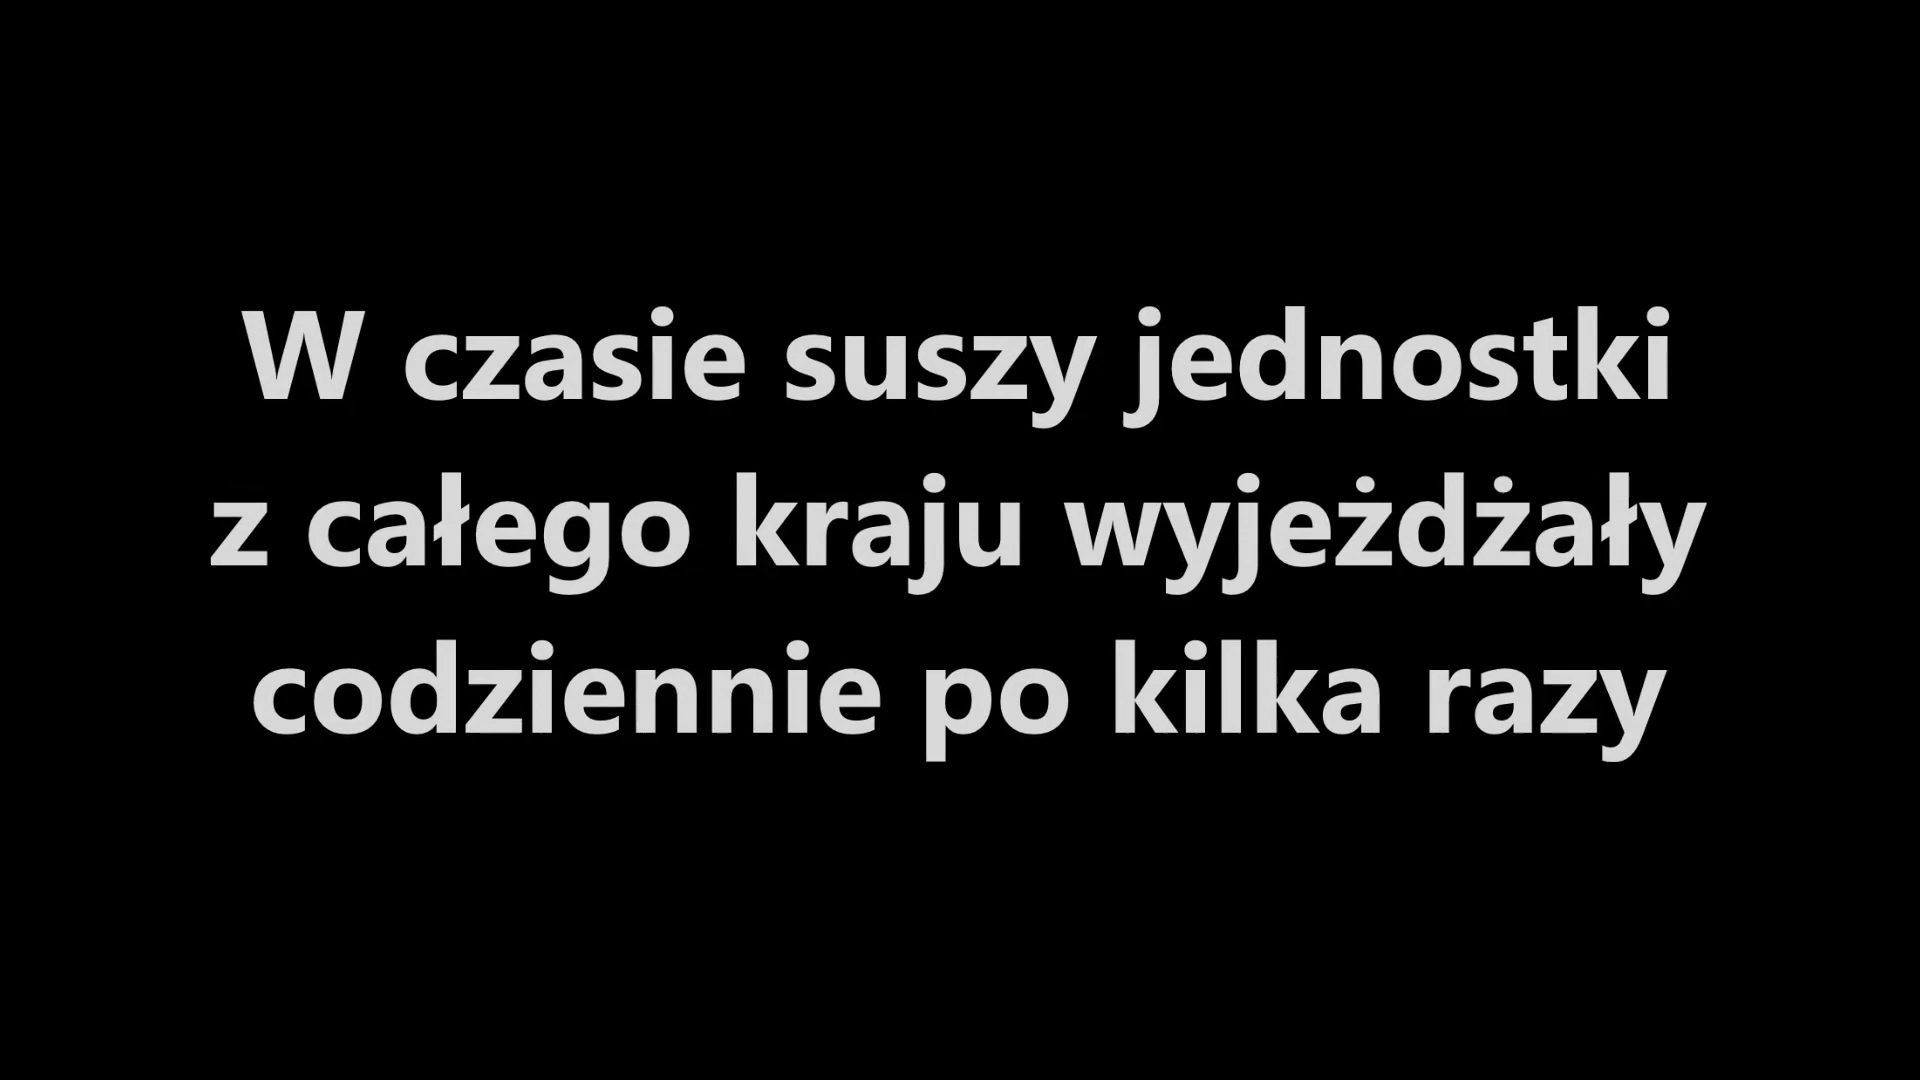 W czasie suszy jednostki
z całego kraju wyjeżdżały
codziennie po kilka razy